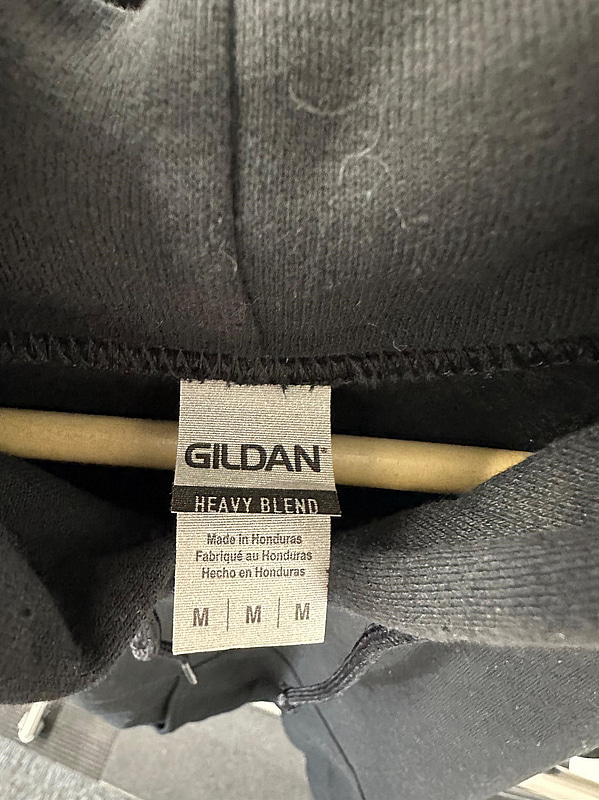 GILDAN
HEAVY BLEND
Made in Honduras
Fabriqué au Honduras
Hecho en Honduras
M | M | M